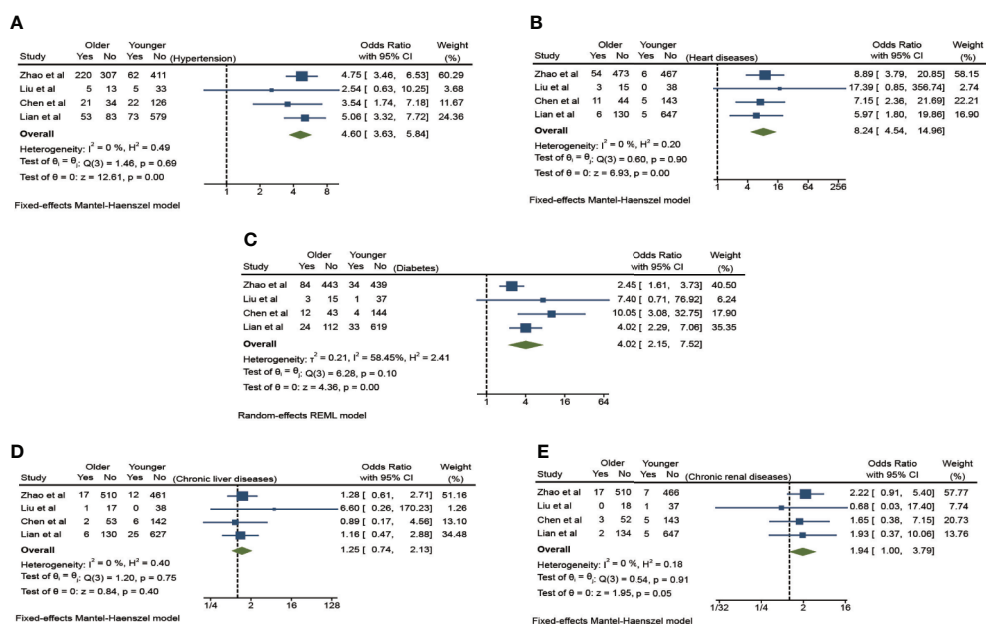 A
Older Younger Odds Ratio Weight
Study Yes No Yes No (Hypertension) with 95% CI (%)
Zhao et al 220 307 62 411 4.75 [ 3.46, 6.53] 60.29
Liu et al 5 13 5 33 2.54 [ 0.63, 10.25] 3.68
Chen et al 21 34 22 126 3.54 [ 1.74, 7.18] 11.67
Lian et al 53 83 73 579 5.06 [ 3.32, 7.72] 24.36
Overall 4.60 [ 3.63, 5.84]
Heterogeneity: I² = 0 %, H² = 0.49
Test of θᵢ = θⱼ: Q(3) = 1.46, p = 0.69
Test of θ = 0: z = 12.61, p = 0.00
1 2 4 8
Fixed-effects Mantel-Haenszel model
B
Older Younger Odds Ratio Weight
Study Yes No Yes No (Heart diseases) with 95% CI (%)
Zhao et al 54 473 6 467 8.89 [ 3.79, 20.85] 58.15
Liu et al 3 15 0 38 17.39 [ 0.85, 356.74] 2.74
Chen et al 11 44 5 143 7.15 [ 2.36, 21.69] 22.21
Lian et al 6 130 5 647 5.97 [ 1.80, 19.86] 16.90
Overall 8.24 [ 4.54, 14.96]
Heterogeneity: I² = 0 %, H² = 0.20
Test of θᵢ = θⱼ: Q(3) = 0.60, p = 0.90
Test of θ = 0: z = 6.93, p = 0.00
1 4 16 64 256
Fixed-effects Mantel-Haenszel model
C
Older Younger Odds Ratio Weight
Study Yes No Yes No (Diabetes) with 95% CI (%)
Zhao et al 84 443 34 439 2.45 [ 1.61, 3.73] 40.50
Liu et al 3 15 1 37 7.40 [ 0.71, 76.92] 6.24
Chen et al 12 43 4 144 10.05 [ 3.08, 32.75] 17.90
Lian et al 24 112 33 619 4.02 [ 2.29, 7.06] 35.35
Overall 4.02 [ 2.15, 7.52]
Heterogeneity: τ² = 0.21, I² = 58.45%, H² = 2.41
Test of θᵢ = θⱼ: Q(3) = 6.28, p = 0.10
Test of θ = 0: z = 4.36, p = 0.00
1 4 16 64
Random-effects REML model
D
Older Younger Odds Ratio Weight
Study Yes No Yes No (Chronic liver diseases) with 95% CI (%)
Zhao et al 17 510 12 461 1.28 [ 0.61, 2.71] 51.16
Liu et al 1 17 0 38 6.60 [ 0.26, 170.23] 1.26
Chen et al 2 53 6 142 0.89 [ 0.17, 4.56] 13.10
Lian et al 6 130 25 627 1.16 [ 0.47, 2.88] 34.48
Overall 1.25 [ 0.74, 2.13]
Heterogeneity: I² = 0 %, H² = 0.40
Test of θᵢ = θⱼ: Q(3) = 1.20, p = 0.75
Test of θ = 0: z = 0.84, p = 0.40
1/4 2 16 128
Fixed-effects Mantel-Haenszel model
E
Older Younger Odds Ratio Weight
Study Yes No Yes No (Chronic renal diseases) with 95% CI (%)
Zhao et al 17 510 7 466 2.22 [ 0.91, 5.40] 57.77
Liu et al 0 18 1 37 0.68 [ 0.03, 17.40] 7.74
Chen et al 3 52 5 143 1.65 [ 0.38, 7.15] 20.73
Lian et al 2 134 5 647 1.93 [ 0.37, 10.06] 13.76
Overall 1.94 [ 1.00, 3.79]
Heterogeneity: I² = 0 %, H² = 0.18
Test of θᵢ = θⱼ: Q(3) = 0.54, p = 0.91
Test of θ = 0: z = 1.95, p = 0.05
1/32 1/4 2 16
Fixed-effects Mantel-Haenszel model